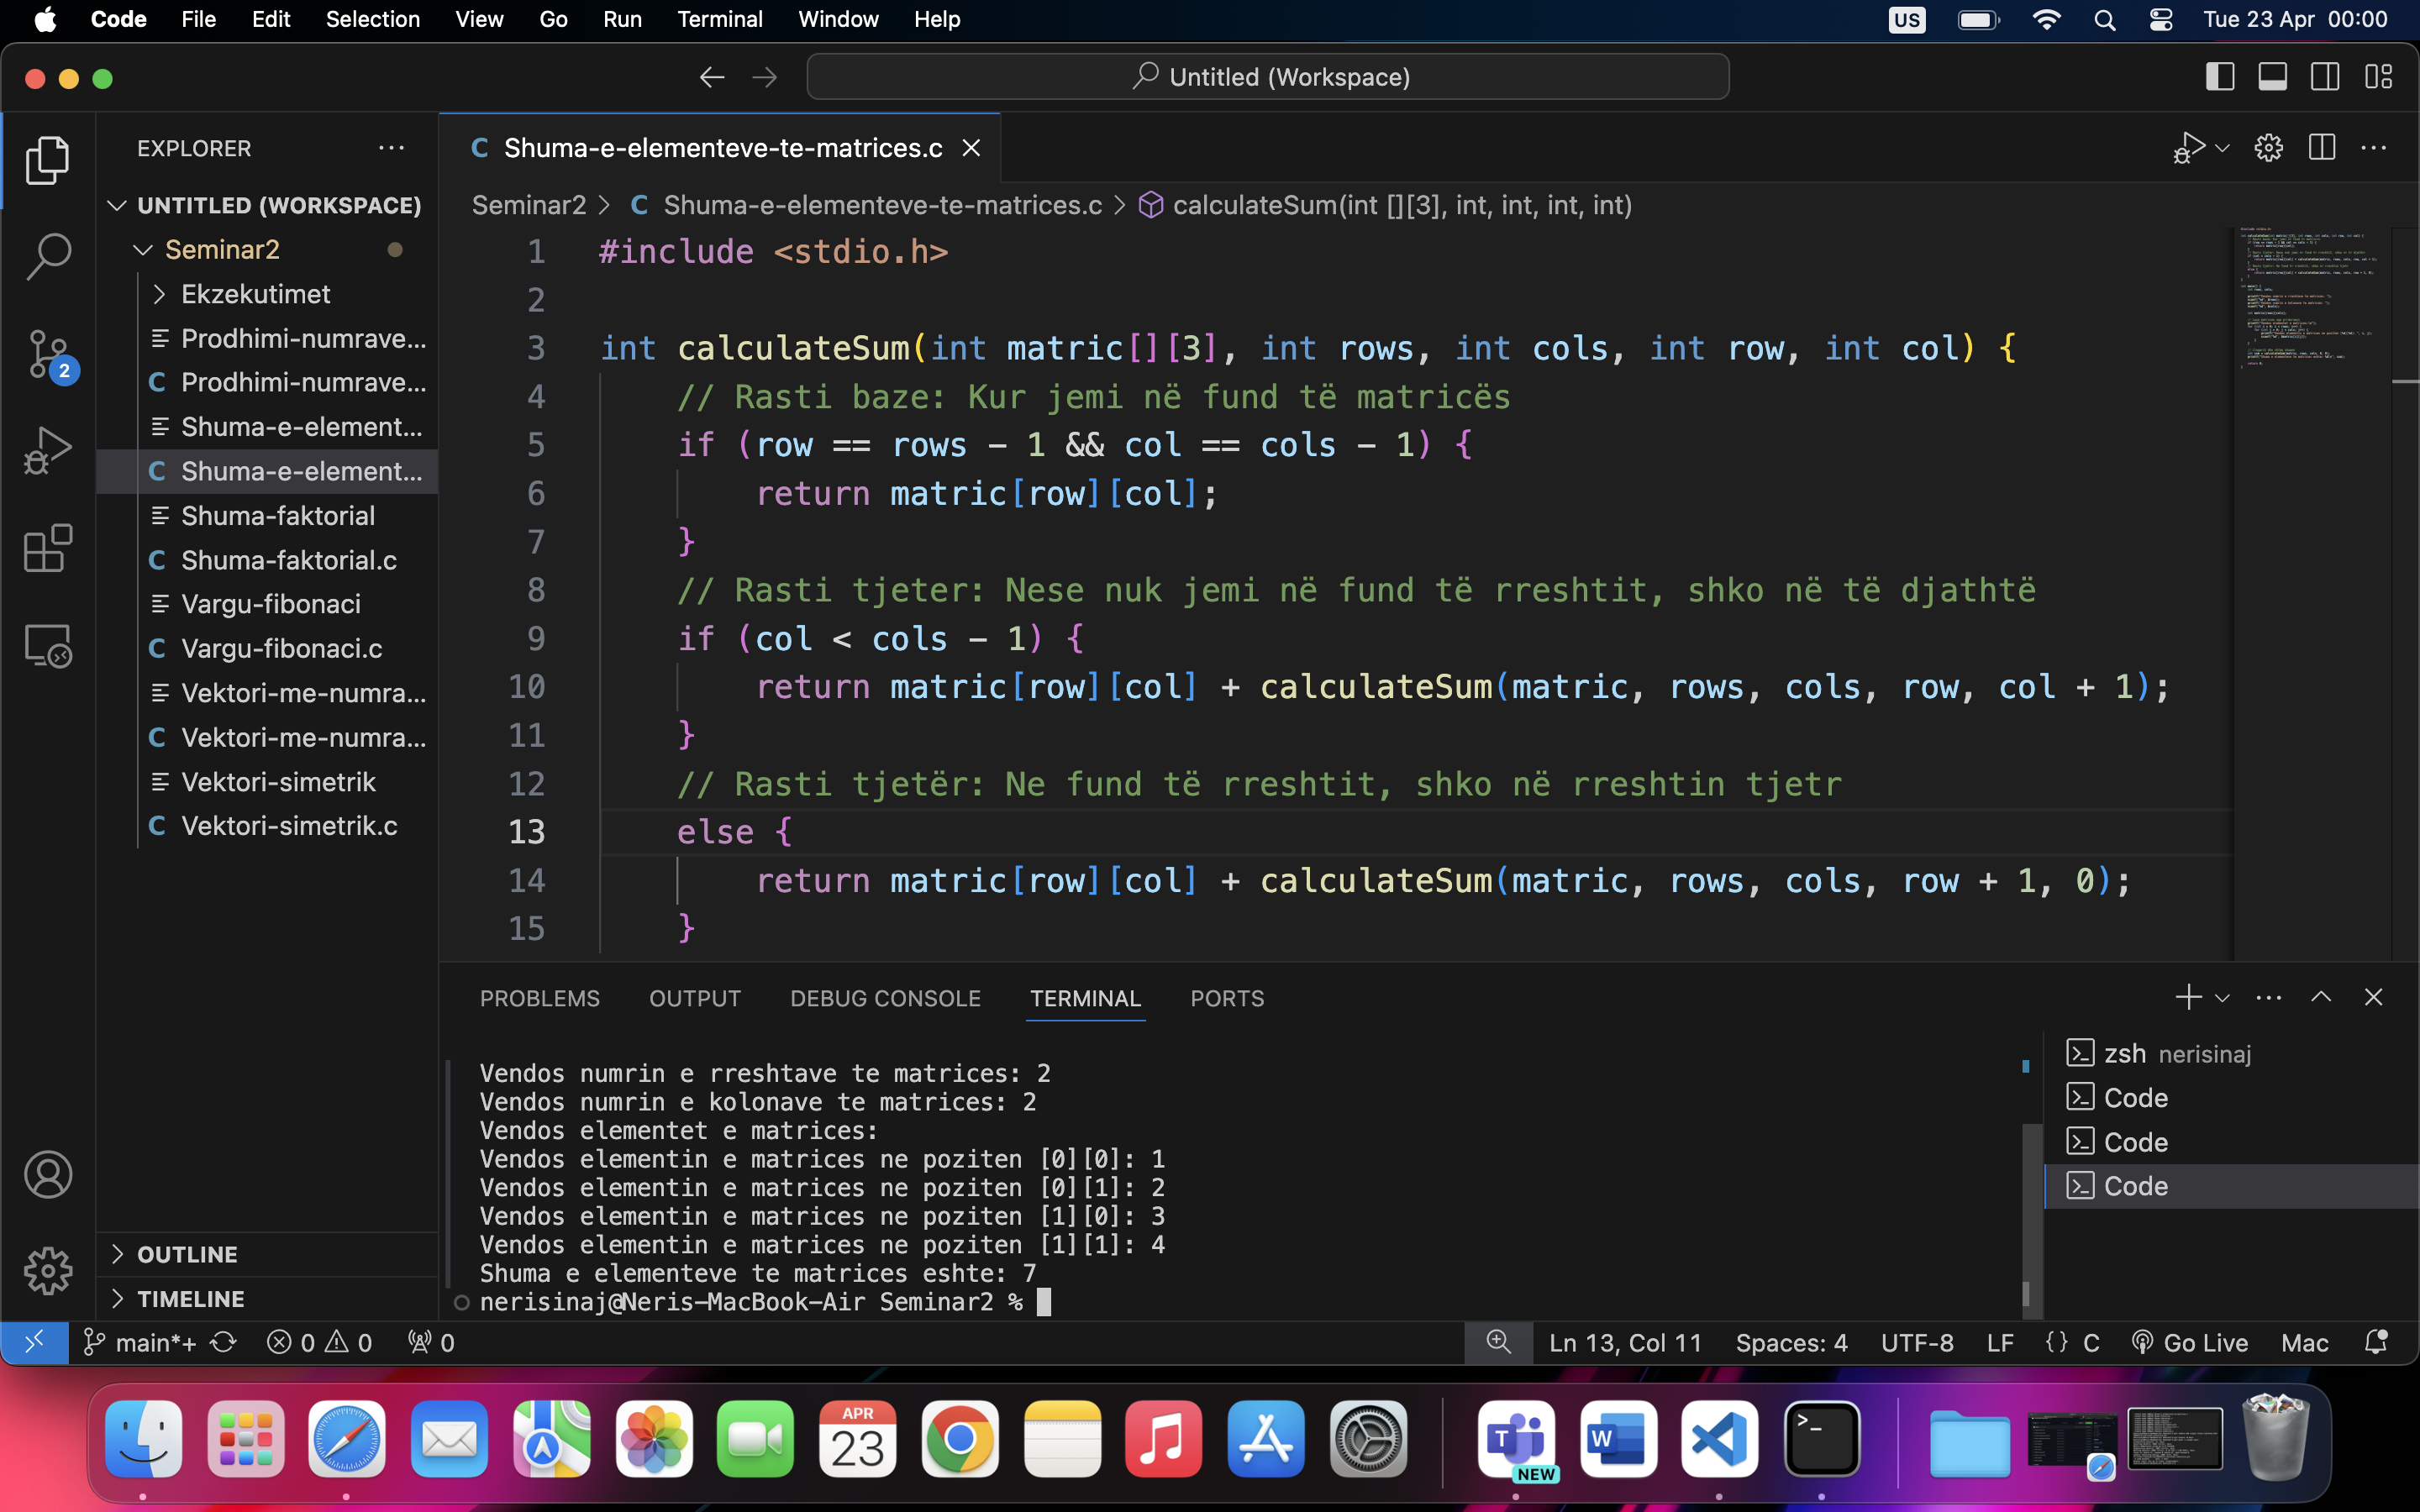 Code File Edit Selection View Go Run Terminal Window Help US Tue 23 Apr 00:00
Untitled (Workspace)
EXPLORER
UNTITLED (WORKSPACE)
Seminar2
Ekzekutimet
Prodhimi-numrave...
C Prodhimi-numrave...
Shuma-e-element...
C Shuma-e-element...
Shuma-faktorial
C Shuma-faktorial.c
Vargu-fibonaci
C Vargu-fibonaci.c
Vektori-me-numra...
C Vektori-me-numra...
Vektori-simetrik
C Vektori-simetrik.c
OUTLINE
TIMELINE
2
C Shuma-e-elementeve-te-matrices.c
Seminar2 > C Shuma-e-elementeve-te-matrices.c > calculateSum(int [][3], int, int, int, int)
1 #include <stdio.h>
2
3 int calculateSum(int matric[][3], int rows, int cols, int row, int col) {
4 // Rasti baze: Kur jemi në fund të matricës
5 if (row == rows - 1 && col == cols - 1) {
6 return matric[row][col];
7 }
8 // Rasti tjeter: Nese nuk jemi në fund të rreshtit, shko në të djathtë
9 if (col < cols - 1) {
10 return matric[row][col] + calculateSum(matric, rows, cols, row, col + 1);
11 }
12 // Rasti tjetër: Ne fund të rreshtit, shko në rreshtin tjetr
13 else {
14 return matric[row][col] + calculateSum(matric, rows, cols, row + 1, 0);
15 }
PROBLEMS OUTPUT DEBUG CONSOLE TERMINAL PORTS
Vendos numrin e rreshtave te matrices: 2
Vendos numrin e kolonave te matrices: 2
Vendos elementet e matrices:
Vendos elementin e matrices ne poziten [0][0]: 1
Vendos elementin e matrices ne poziten [0][1]: 2
Vendos elementin e matrices ne poziten [1][0]: 3
Vendos elementin e matrices ne poziten [1][1]: 4
Shuma e elementeve te matrices eshte: 7
nerisinaj@Neris-MacBook-Air Seminar2 %
zsh nerisinaj
Code
Code
Code
main*+ 0 0 0 Ln 13, Col 11 Spaces: 4 UTF-8 LF {} C Go Live Mac
APR
23
T
NEW
W
>_